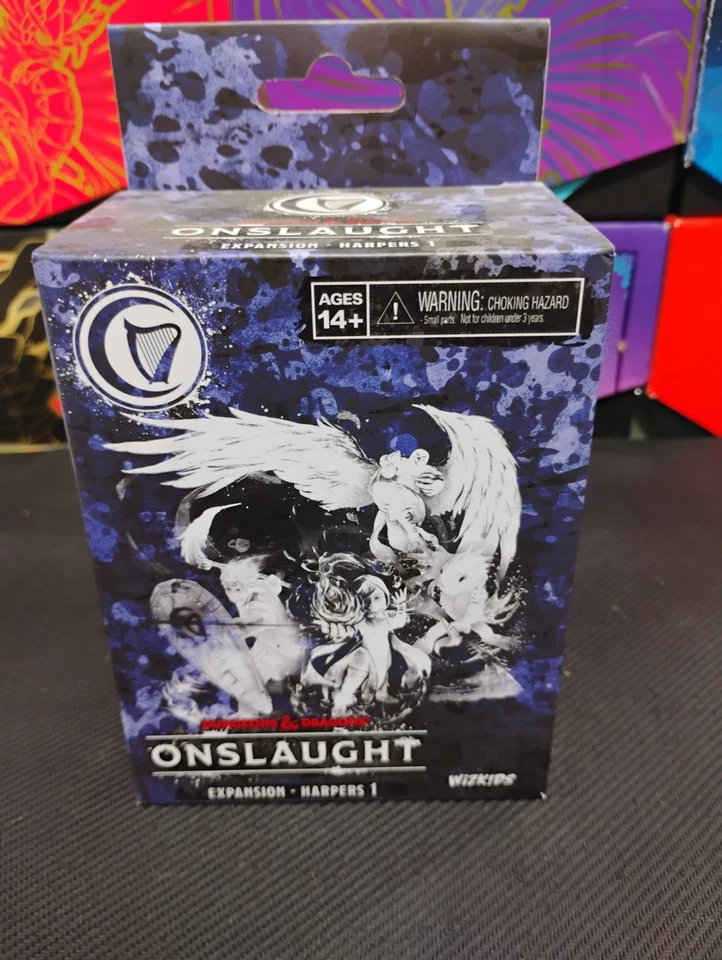 ONSLAUGHT
EXPANSION · HARPERS 1
AGES
14+
WARNING: CHOKING HAZARD
- Small parts. Not for children under 3 years.
DUNGEONS & DRAGONS
ONSLAUGHT
EXPANSION · HARPERS 1
WIZKIDS